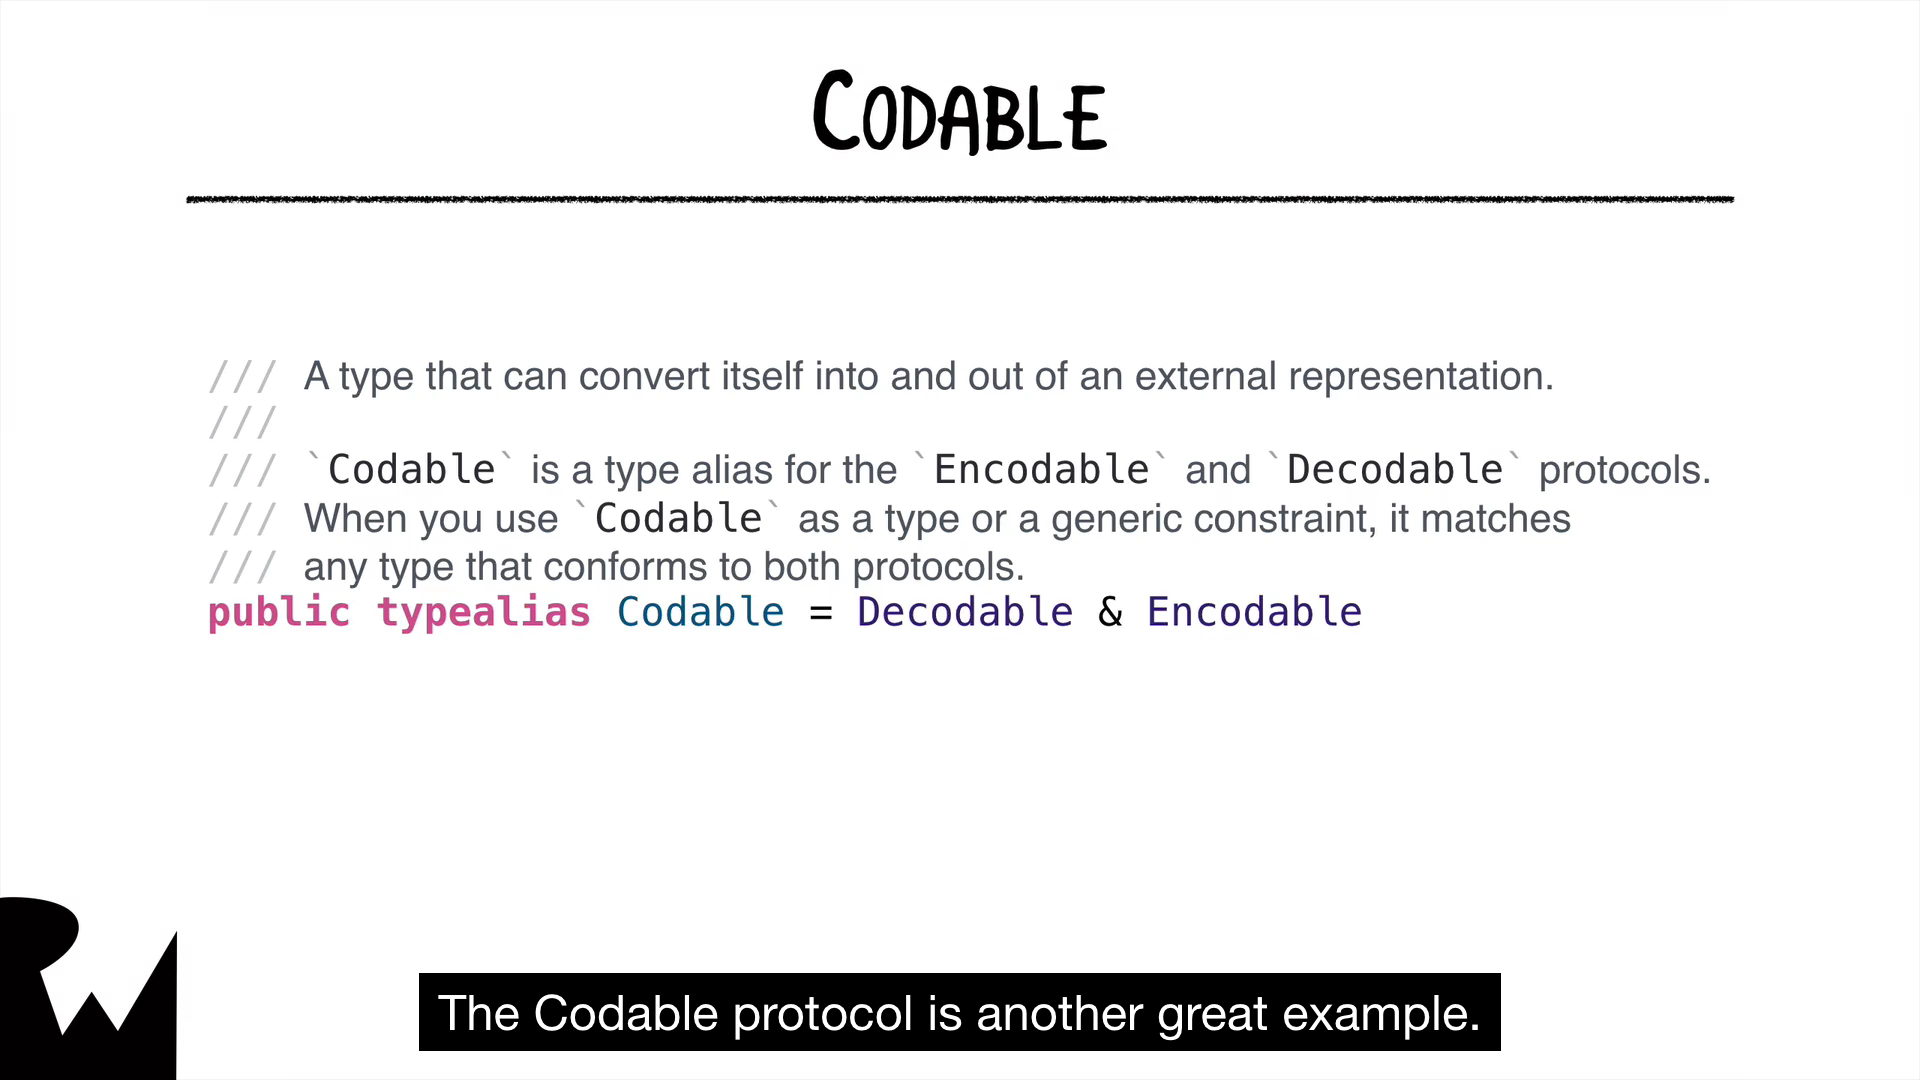 CODABLE
/// A type that can convert itself into and out of an external representation.
///
/// `Codable` is a type alias for the `Encodable` and `Decodable` protocols.
/// When you use `Codable` as a type or a generic constraint, it matches
/// any type that conforms to both protocols.
public typealias Codable = Decodable & Encodable
RW
The Codable protocol is another great example.